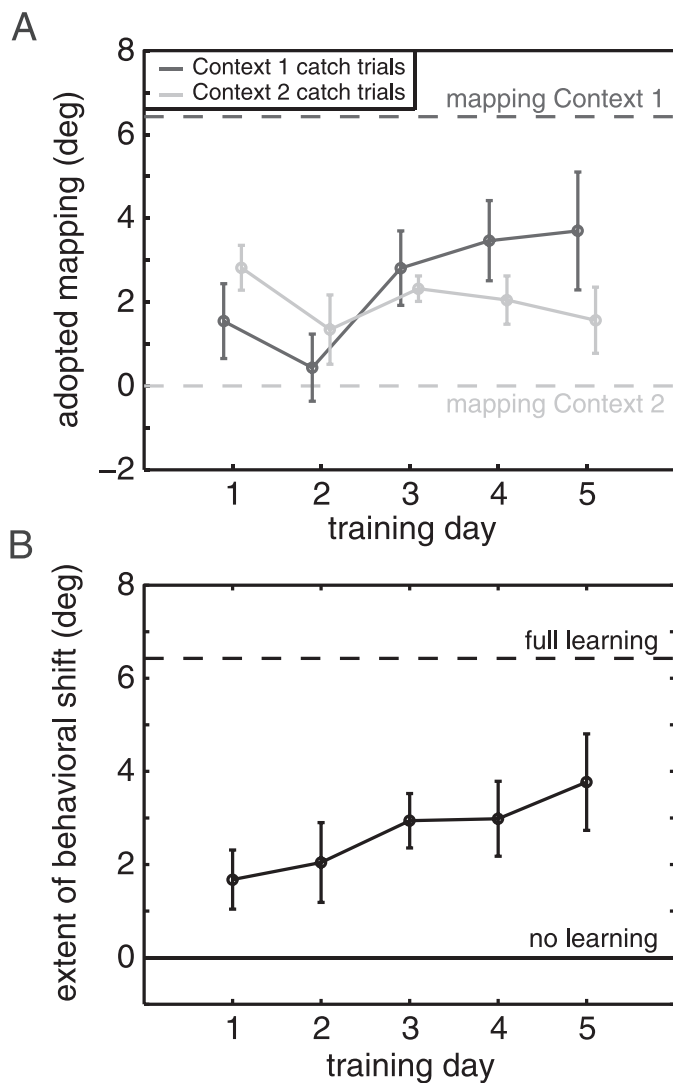 A
8
6
4
2
0
−2
adopted mapping (deg)
Context 1 catch trials
Context 2 catch trials
mapping Context 1
mapping Context 2
1 2 3 4 5
training day
B
8
6
4
2
0
extent of behavioral shift (deg)
full learning
no learning
1 2 3 4 5
training day